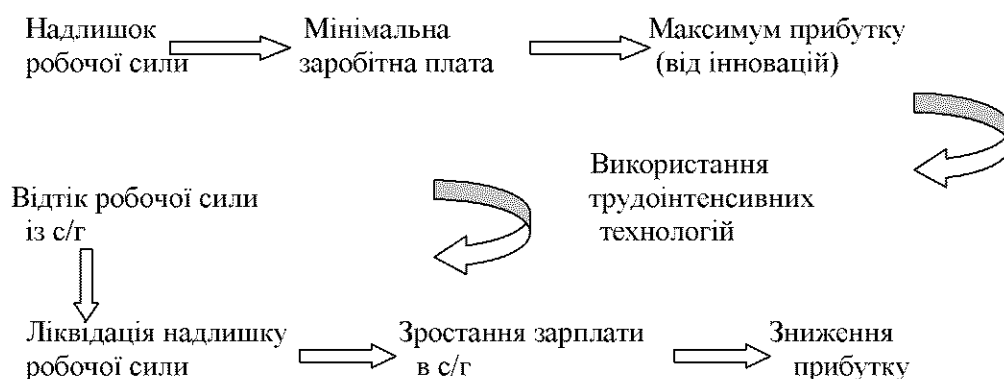 Надлишок
робочої сили
Мінімальна
заробітна плата
Максимум прибутку
(від інновацій)
Використання
трудоінтенсивних
технологій
Відтік робочої сили
із с/г
Ліквідація надлишку
робочої сили
Зростання зарплати
в с/г
Зниження
прибутку